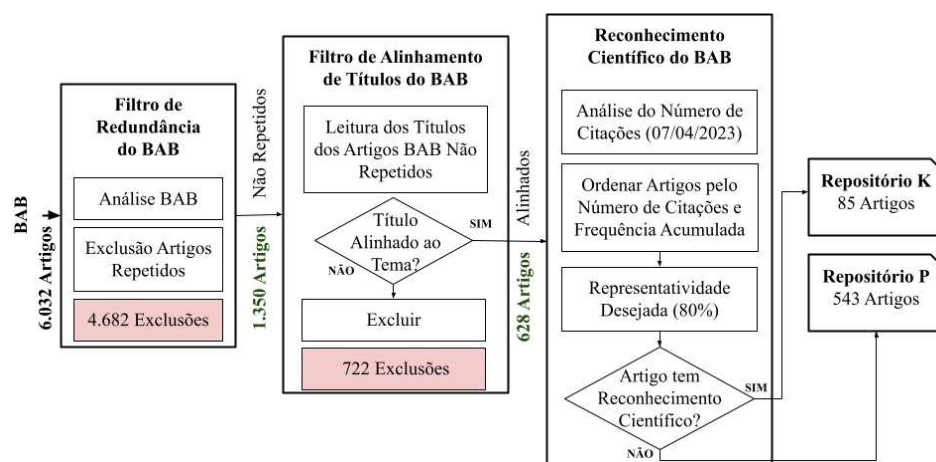 BAB
6.032 Artigos
Filtro de
Redundância
do BAB
Análise BAB
Exclusão Artigos
Repetidos
4.682 Exclusões
Não Repetidos
1.350 Artigos
Filtro de Alinhamento
de Títulos do BAB
Leitura dos Títulos
dos Artigos BAB Não
Repetidos
Título
Alinhado ao
Tema?
SIM
NÃO
Excluir
722 Exclusões
Alinhados
628 Artigos
Reconhecimento
Científico do BAB
Análise do Número de
Citações (07/04/2023)
Ordenar Artigos pelo
Número de Citações e
Frequência Acumulada
Representatividade
Desejada (80%)
Artigo tem
Reconhecimento
Científico?
SIM
NÃO
Repositório K
85 Artigos
Repositório P
543 Artigos